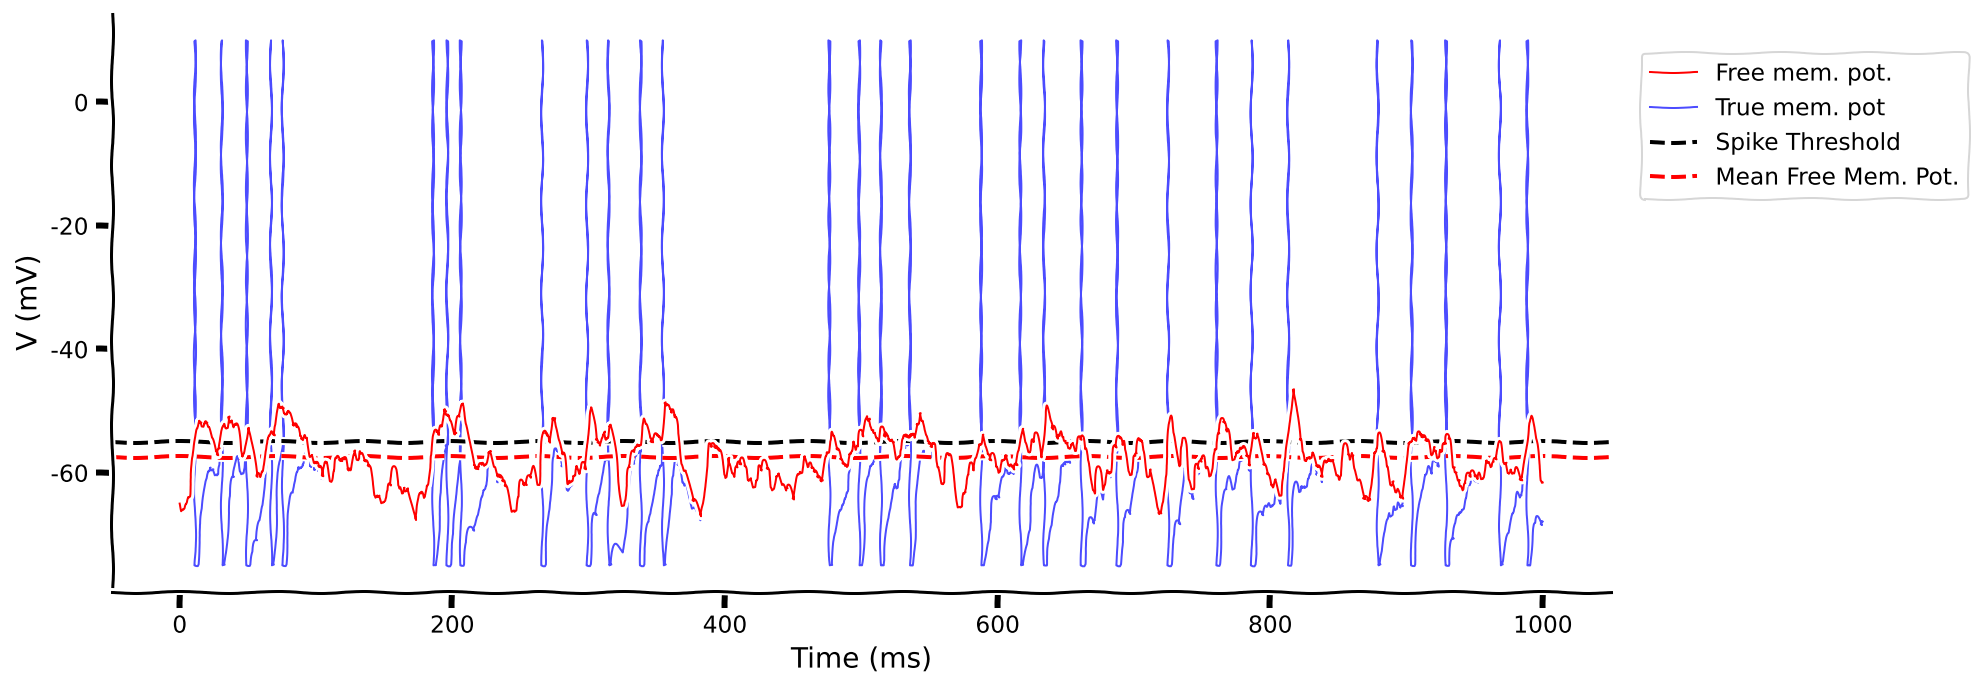 V (mV)
0
-20
-40
-60
0 200 400 600 800 1000
Time (ms)
Free mem. pot.
True mem. pot
Spike Threshold
Mean Free Mem. Pot.